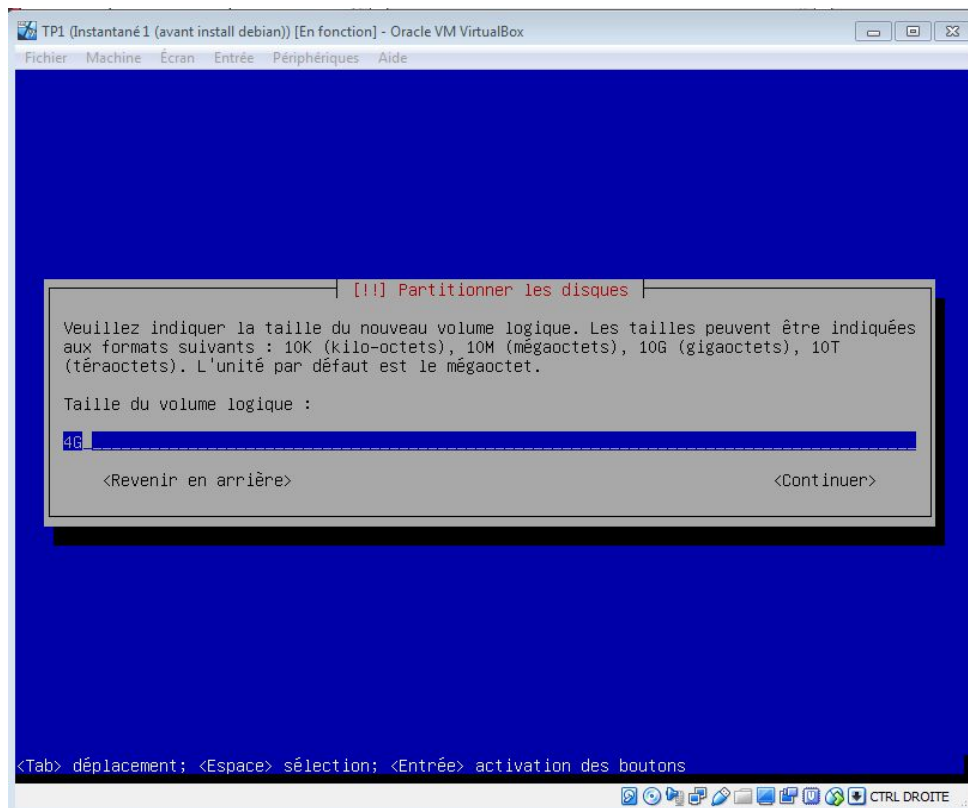 TP1 (Instantané 1 (avant install debian)) [En fonction] - Oracle VM VirtualBox
Fichier Machine Écran Entrée Périphériques Aide
[!!] Partitionner les disques
Veuillez indiquer la taille du nouveau volume logique. Les tailles peuvent être indiquées
aux formats suivants : 10K (kilo-octets), 10M (mégaoctets), 10G (gigaoctets), 10T
(téraoctets). L'unité par défaut est le mégaoctet.
Taille du volume logique :
4G
<Revenir en arrière> <Continuer>
<Tab> déplacement; <Espace> sélection; <Entrée> activation des boutons
CTRL DROITE